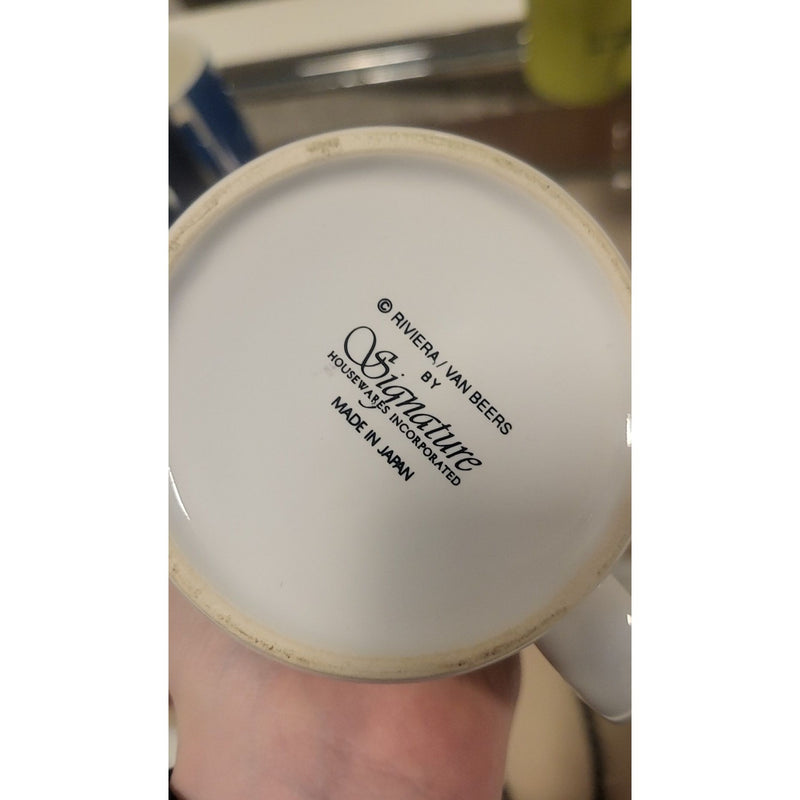 © RIVIERA / VAN BEERS
BY
Signature
HOUSEWARES INCORPORATED
MADE IN JAPAN